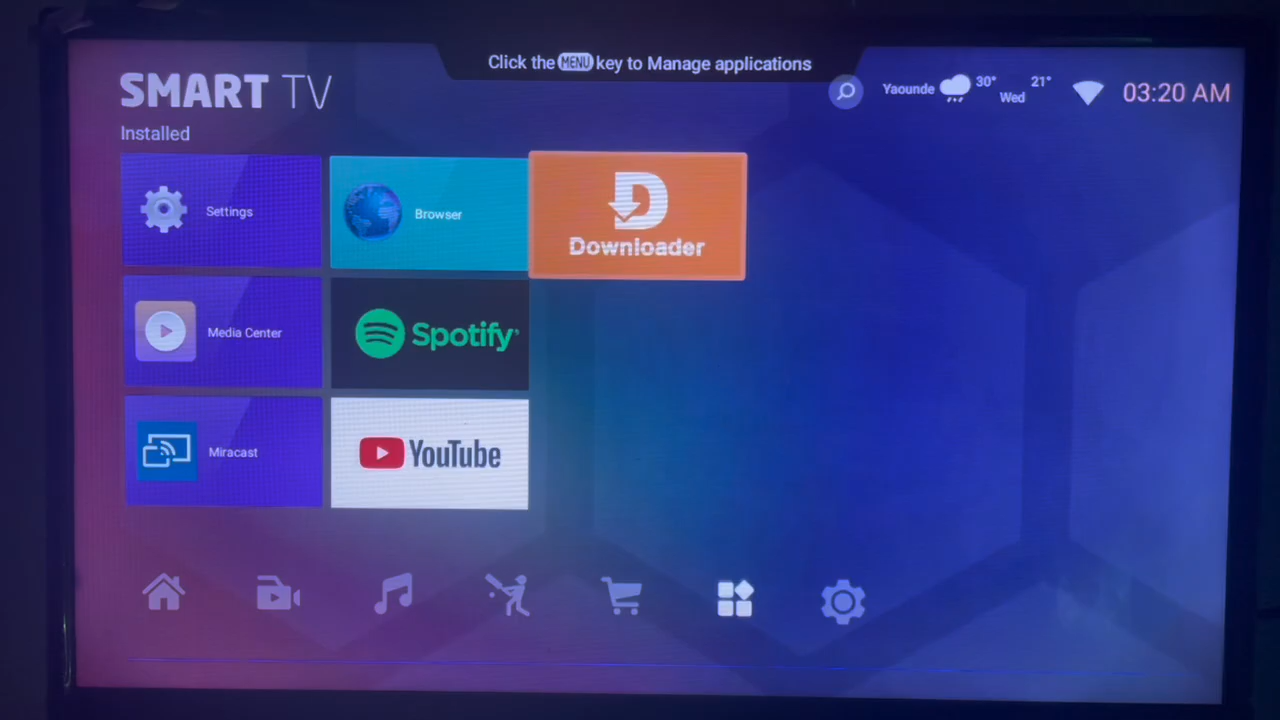 Click the MENU key to Manage applications
SMART TV
Yaounde 30° Wed 21° 03:20 AM
Installed
Settings
Browser
Downloader
Media Center
Spotify
Miracast
YouTube